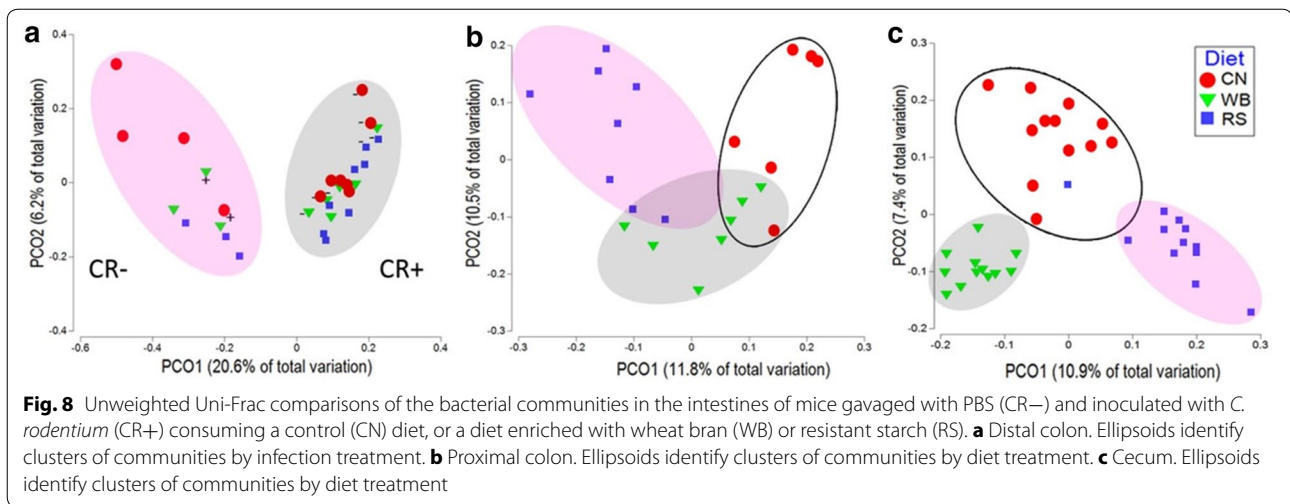 a
b
c
0.4
0.2
0
-0.2
-0.4
PCO2 (6.2% of total variation)
CR-
CR+
-0.6
-0.4
-0.2
0
0.2
0.4
PCO1 (20.6% of total variation)
0.2
0.1
0
-0.1
-0.2
-0.3
PCO2 (10.5% of total variation)
-0.3
-0.2
-0.1
0
0.1
0.2
0.3
PCO1 (11.8% of total variation)
0.3
0.2
0.1
0
-0.1
-0.2
PCO2 (7.4% of total variation)
-0.2
-0.1
0
0.1
0.2
0.3
PCO1 (10.9% of total variation)
Diet
CN
WB
RS
Fig. 8 Unweighted Uni-Frac comparisons of the bacterial communities in the intestines of mice gavaged with PBS (CR−) and inoculated with C.
rodentium (CR+) consuming a control (CN) diet, or a diet enriched with wheat bran (WB) or resistant starch (RS). a Distal colon. Ellipsoids identify
clusters of communities by infection treatment. b Proximal colon. Ellipsoids identify clusters of communities by diet treatment. c Cecum. Ellipsoids
identify clusters of communities by diet treatment